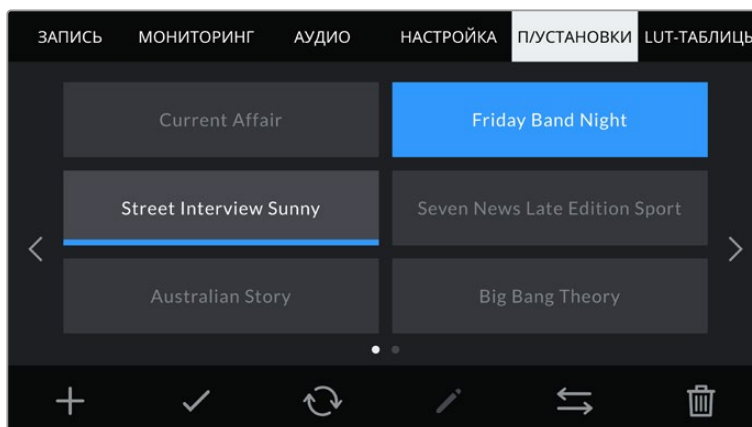 ЗАПИСЬ МОНИТОРИНГ АУДИО НАСТРОЙКА П/УСТАНОВКИ LUT-ТАБЛИЦЫ
Current Affair Friday Band Night
Street Interview Sunny Seven News Late Edition Sport
Australian Story Big Bang Theory